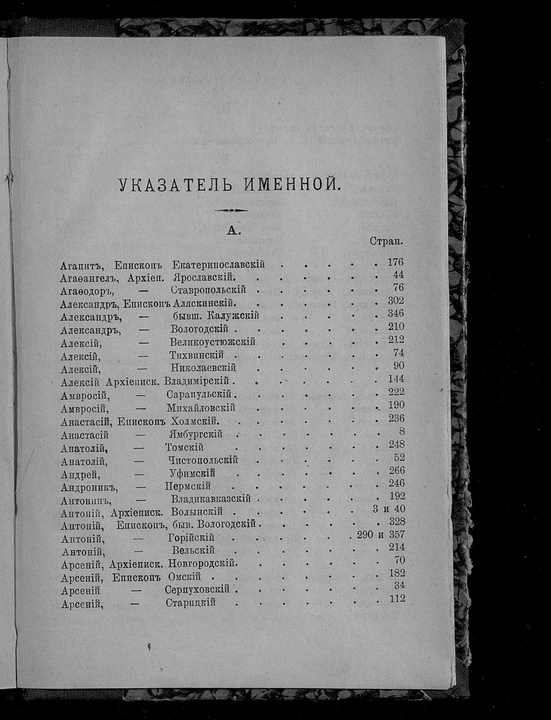 УКАЗАТЕЛЬ ИМЕННОЙ.
А.
Стран.
Агапитъ, Епископъ Екатеринославскій . . . . . 176
Агаѳангелъ, Архіеп. Ярославскій. . . . . . 44
Агаѳодоръ, — Ставропольскій . . . . . . 76
Александръ, Епископъ Аляскинскій. . . . . . 302
Александръ, — бывш. Калужскій . . . . . 346
Александръ, — Вологодскій . . . . . . 210
Алексій, — Великоустюжскій . . . . . 212
Алексій, — Тихвинскій . . . . . . 74
Алексій, — Николаевскій . . . . . . 90
Алексій Архіеписк. Владимірскій . . . . . . 144
Амвросій, — Сарапульскій . . . . . . 222
Амвросій, — Михайловскій . . . . . . 190
Анастасій, Епископъ Холмскій. . . . . . . 236
Анастасій — Ямбургскій . . . . . . 8
Анатолій, — Томскій . . . . . . 248
Анатолій, — Чистопольскій . . . . . . 52
Андрей, — Уфимскій . . . . . . 266
Андроникъ, — Пермскій . . . . . . 246
Антонинъ, — Владикавказскій . . . . . . 192
Антоній, Архіеписк. Волынскій . . . . . 3 и 40
Антоній, Епископъ, быв. Вологодскій . . . . . 328
Антоній, — Горійскій . . . . . 290 и 357
Антоній, — Вельскій . . . . . . 214
Арсеній, Архіеписк. Новгородскій. . . . . . 70
Арсеній, Епископъ Омскій . . . . . . . 182
Арсеній — Серпуховскій . . . . . . 34
Арсеній, — Старицкій . . . . . . 112